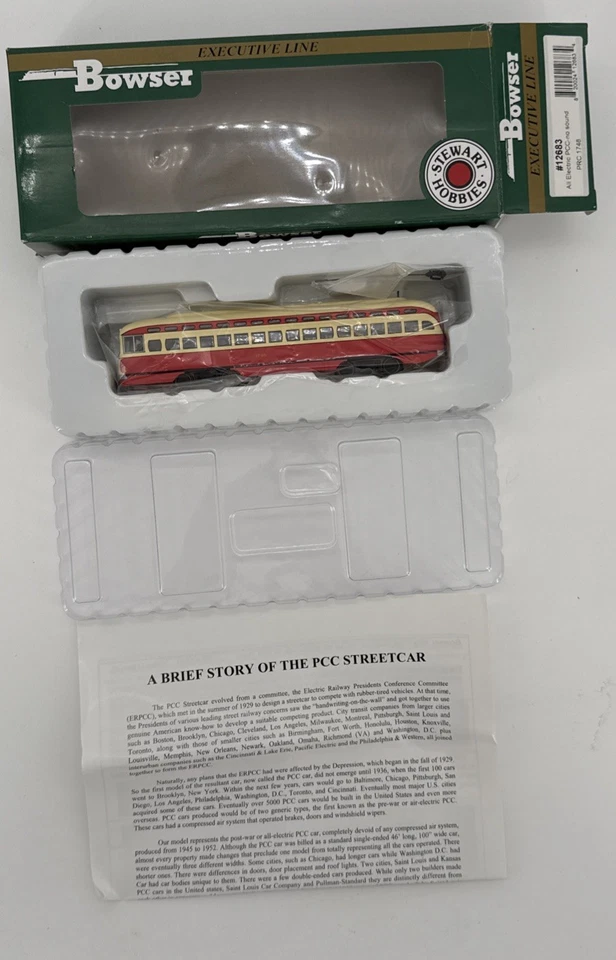 EXECUTIVE LINE
Bowser
STEWART
HOBBIES
Bowser
Bowser
EXECUTIVE LINE
#12683
All Electric PCC-no sound
PRC 1748
A BRIEF STORY OF THE PCC STREETCAR
The PCC Streetcar evolved from a committee, the Electric Railway Presidents Conference Committee
(ERPCC), which met in the summer of 1929 to design a streetcar to compete with rubber-tired vehicles. At that time,
the Presidents of various leading street railway concerns saw the "handwriting-on-the-wall" and got together to use
genuine American know-how to develop a suitable competing product. City transit companies from larger cities
such as Boston, Brooklyn, Chicago, Cleveland, Los Angeles, Milwaukee, Montreal, Pittsburgh, Saint Louis and
Toronto, along with those of smaller cities such as Birmingham, Fort Worth, Honolulu, Houston, Knoxville,
Louisville, Memphis, New Orleans, Newark, Oakland, Omaha, Richmond (VA) and Washington, D.C. plus
interurban companies such as the Cincinnati & Lake Erie, Pacific Electric and the Philadelphia & Western, all joined
together to form the ERPCC.
Naturally, any plans that the ERPCC had were affected by the Depression, which began in the fall of 1929.
So the first model of the resultant car, now called the PCC car, did not emerge until 1936, when the first 100 cars
went to Brooklyn, New York. Within the next few years, cars would go to Baltimore, Chicago, Pittsburgh, San
Diego, Los Angeles, Philadelphia, Washington, D.C., Toronto, and Cincinnati. Eventually most major U.S. cities
acquired some of these cars. Eventually over 5000 PCC cars would be built in the United States and even more
overseas. PCC cars produced would be of two generic types, the first known as the pre-war or air-electric PCC.
These cars had a compressed air system that operated brakes, doors and windshield wipers.
Our model represents the post-war or all-electric PCC car, completely devoid of any compressed air system,
produced from 1945 to 1952. Although the PCC car was billed as a standard single-ended 46' long, 100" wide car,
almost every property made changes that preclude one model from totally representing all the cars operated. There
were eventually three different widths. Some cities, such as Chicago, had longer cars while Washington D.C. had
shorter ones. There were differences in doors, door placement and roof lights. Two cities, Saint Louis and Kansas
Car had car bodies unique to them. There were a few double-ended cars produced. While only two builders made
PCC cars in the United states, Saint Louis Car Company and Pullman-Standard they are distinctly different from